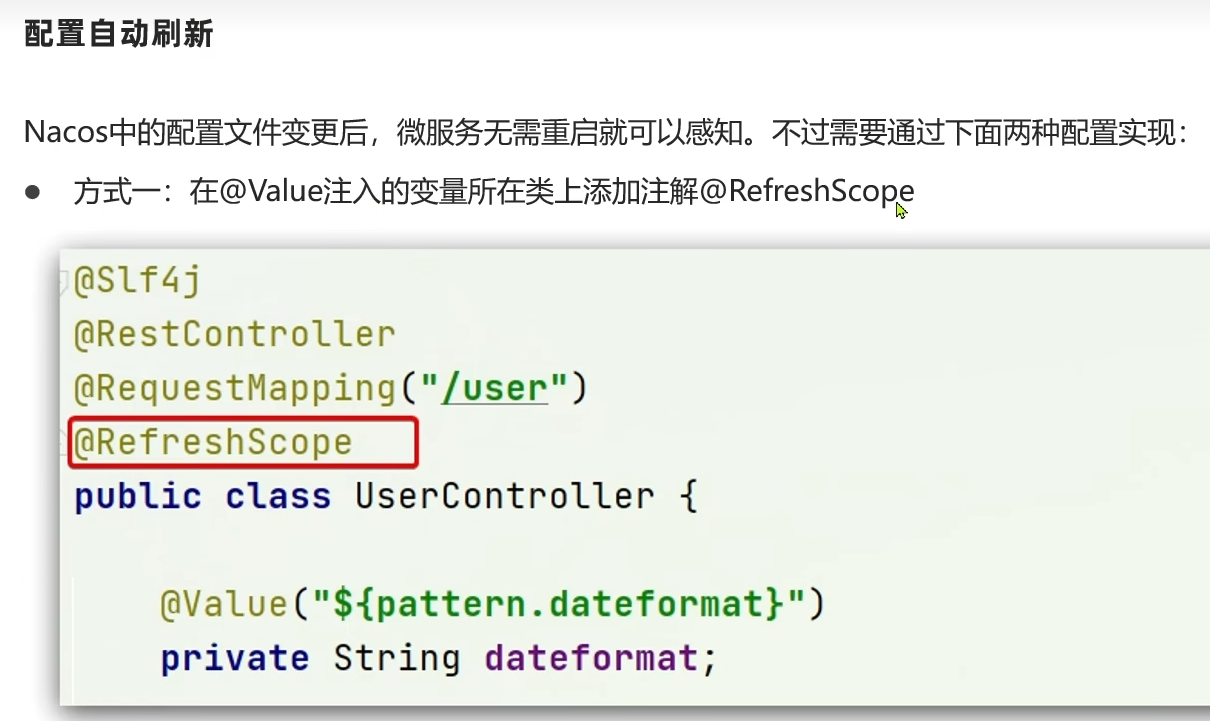 配置自动刷新
Nacos中的配置文件变更后，微服务无需重启就可以感知。不过需要通过下面两种配置实现：
● 方式一：在@Value注入的变量所在类上添加注解@RefreshScope
@Slf4j
@RestController
@RequestMapping("/user")
@RefreshScope
public class UserController {
@Value("${pattern.dateformat}")
private String dateformat;